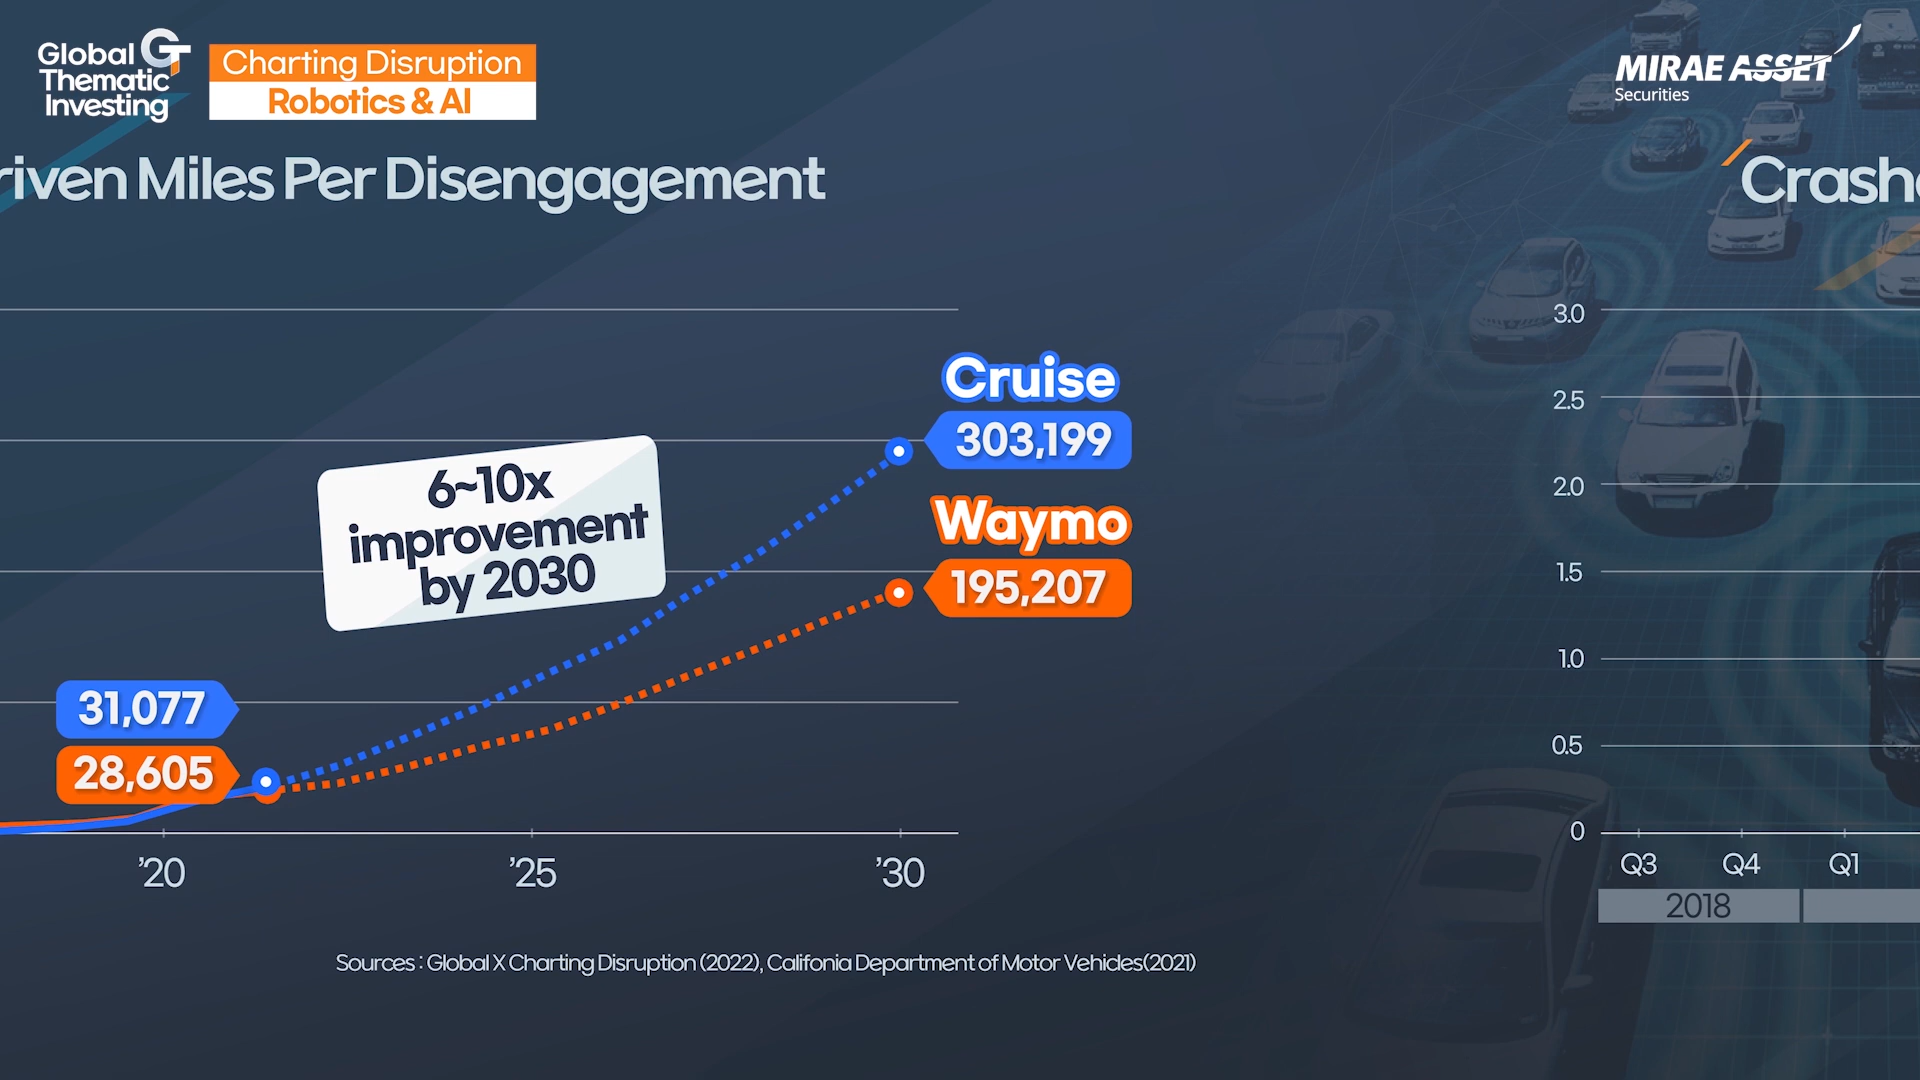 Global
Thematic
Investing
GT
Charting Disruption
Robotics & AI
MIRAE ASSET
Securities
riven Miles Per Disengagement
Crash
Cruise
303,199
Waymo
195,207
6~10x
improvement
by 2030
31,077
28,605
'20
'25
'30
3.0
2.5
2.0
1.5
1.0
0.5
0
Q3
Q4
Q1
2018
Sources : Global X Charting Disruption (2022), Califonia Department of Motor Vehicles(2021)